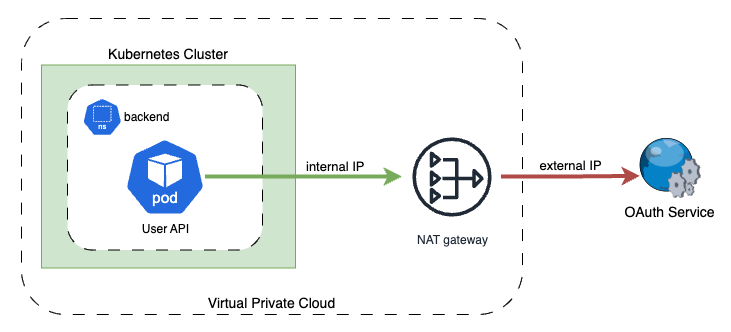 Kubernetes Cluster
ns
backend
pod
User API
internal IP
NAT gateway
external IP
OAuth Service
Virtual Private Cloud